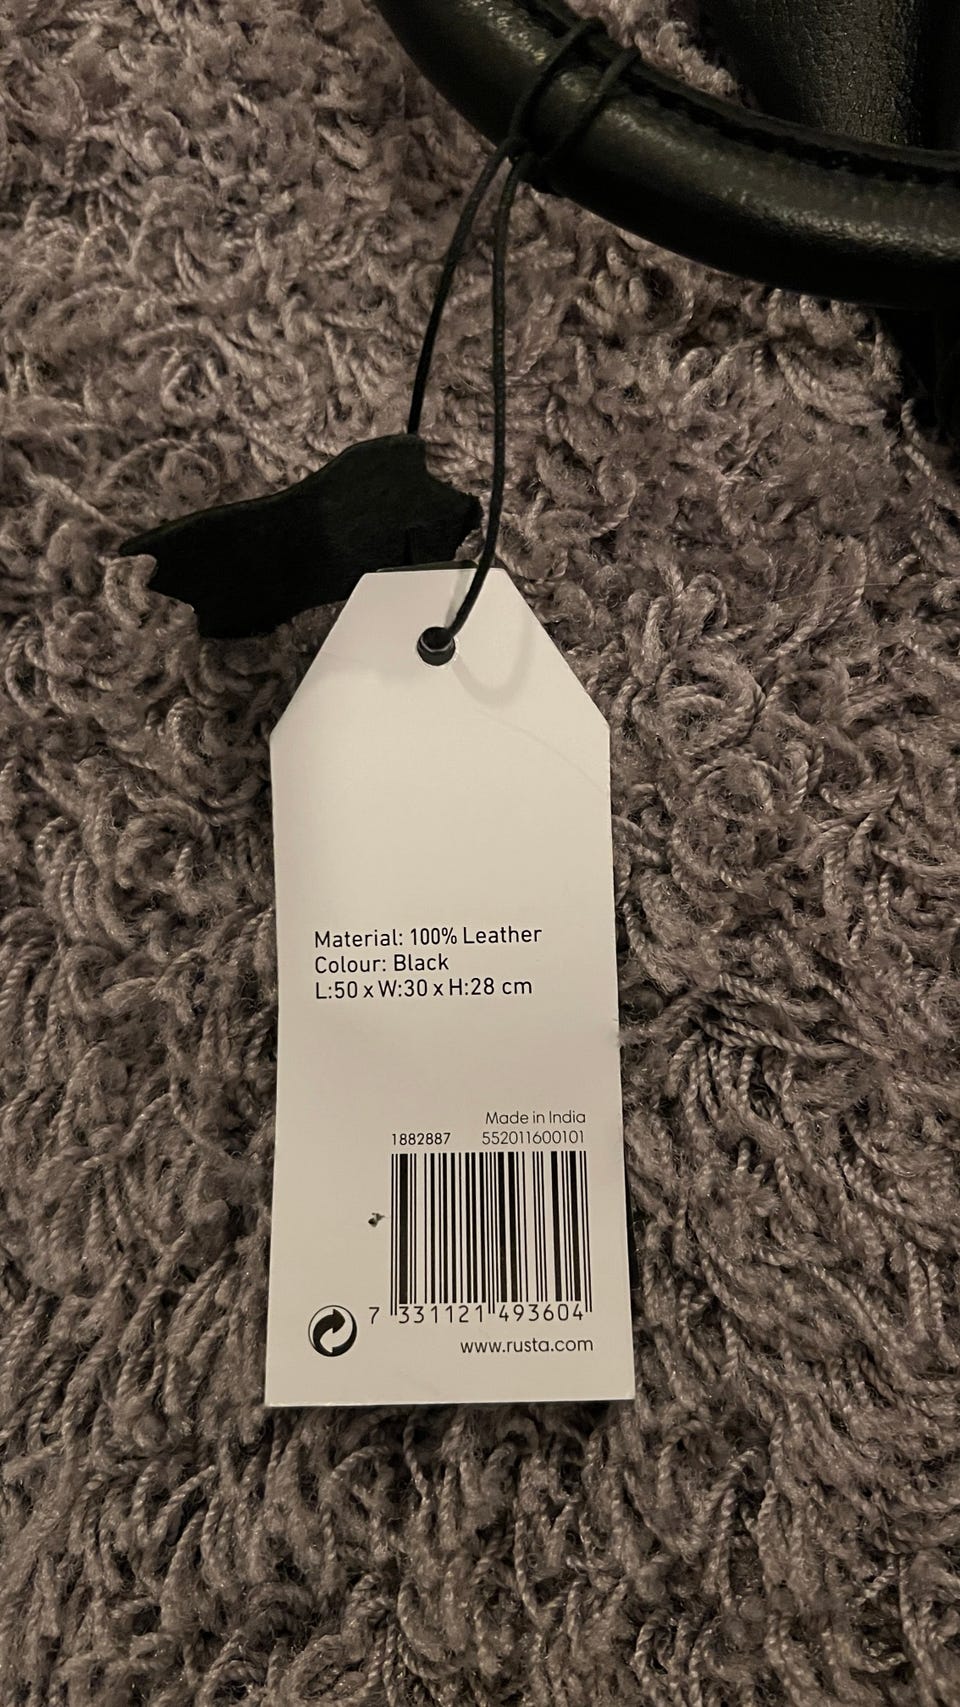 Material: 100% Leather
Colour: Black
L:50 x W:30 x H:28 cm
Made in India
1882887 552011600101
7 331121 493604
www.rusta.com